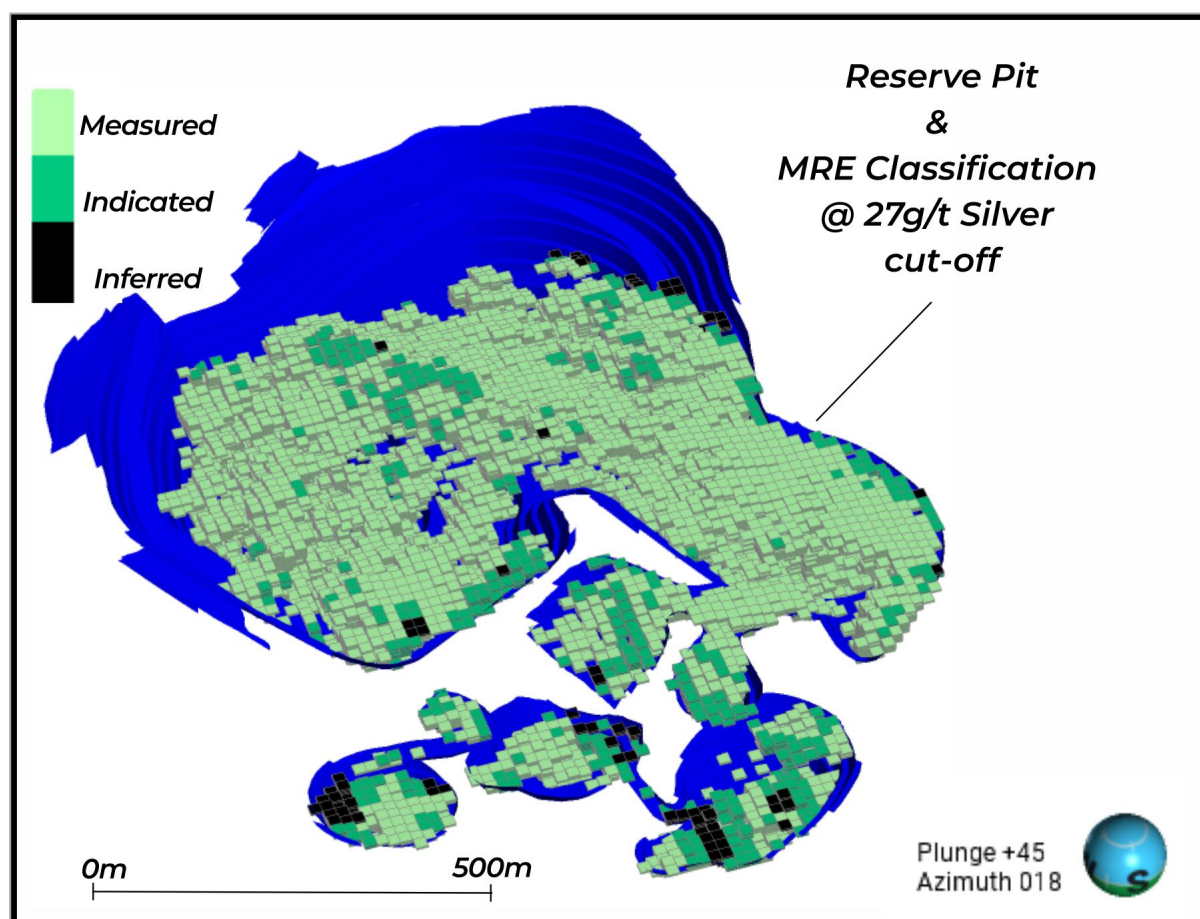 Reserve Pit
&
MRE Classification
@ 27g/t Silver
cut-off
Measured
Indicated
Inferred
0m
500m
Plunge +45
Azimuth 018
S